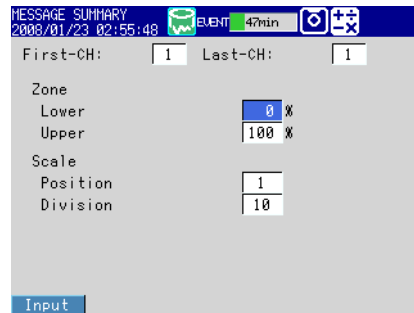 MESSAGE SUMMARY
2008/01/23 02:55:48 EVENT 47min
First-CH: 1 Last-CH: 1
Zone
Lower 0 %
Upper 100 %
Scale
Position 1
Division 10
Input